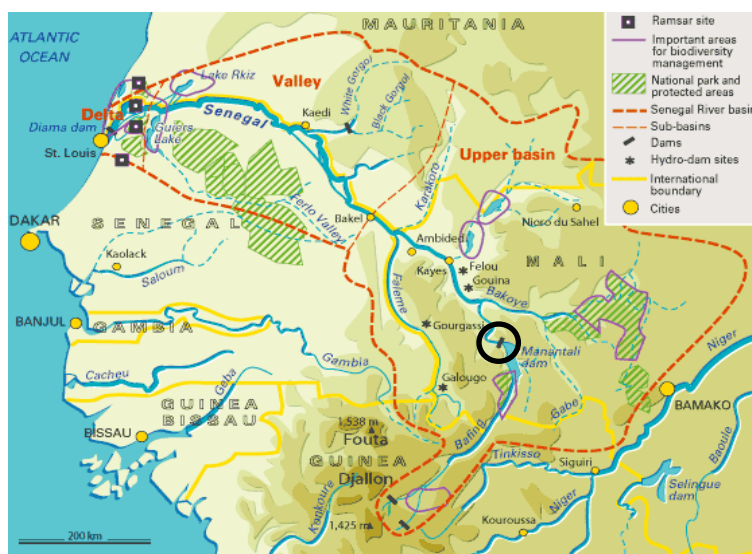 ATLANTIC
OCEAN
MAURITANIA
Ramsar site
Important areas
for biodiversity
management
National park and
protected areas
Senegal River basin
Sub-basins
Dams
Hydro-dam sites
International
boundary
Cities
Lake Rkiz
Valley
White Gorgol
Black Gorgol
Delta
Diama dam
Senegal
Kaedi
Guiers
Lake
St. Louis
Upper basin
Karakoro
Ferlo Valley
Bakel
Nioro du Sahel
DAKAR
SENEGAL
Ambidedi
Kaolack
Kayes
Felou
MALI
Saloum
Gouina
Bakoye
Faleme
BANJUL
GAMBIA
Gourgassi
Manantali
dam
Niger
Gambia
Cacheu
Geba
Galougo
GUINEA
BISSAU
Gabe
BAMAKO
BISSAU
1,538 m
Fouta
Bafing
Baoule
GUINEA
Djallon
Tinkisso
Siguiri
Selingue
dam
Konkoure
Niger
1,425 m
Kouroussa
200 km